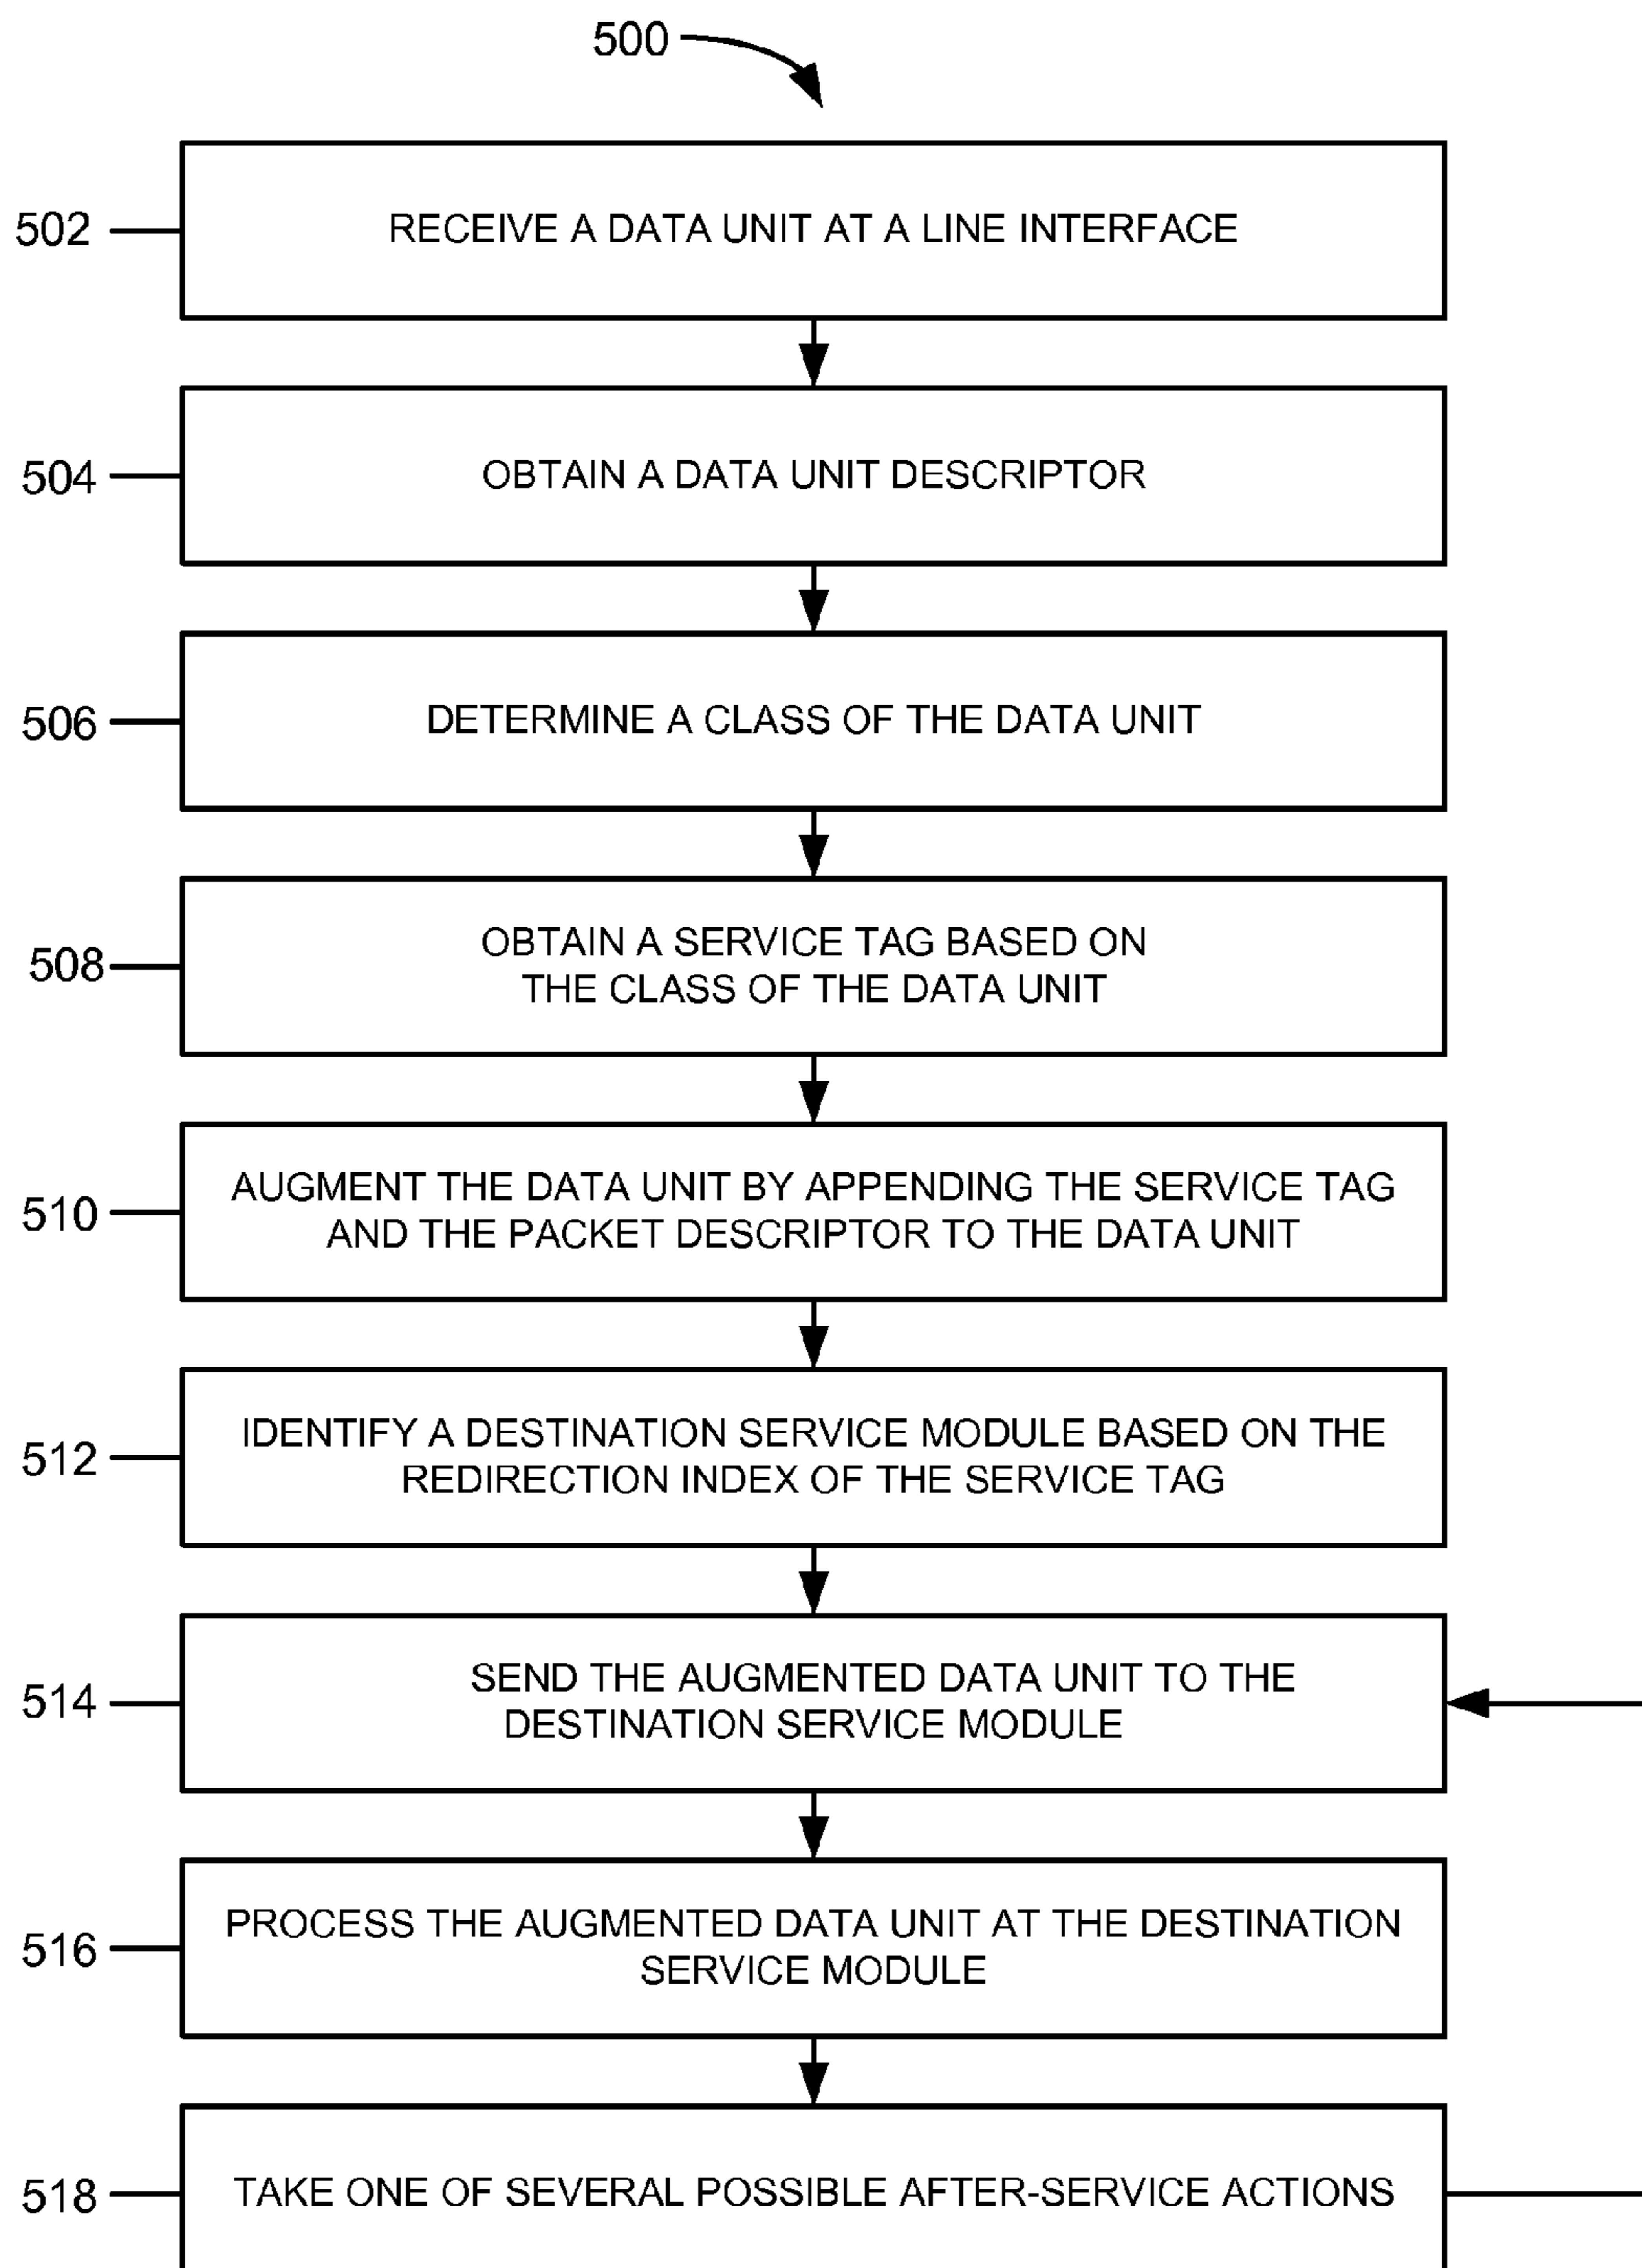 500
502
RECEIVE A DATA UNIT AT A LINE INTERFACE
504
OBTAIN A DATA UNIT DESCRIPTOR
506
DETERMINE A CLASS OF THE DATA UNIT
508
OBTAIN A SERVICE TAG BASED ON
THE CLASS OF THE DATA UNIT
510
AUGMENT THE DATA UNIT BY APPENDING THE SERVICE TAG
AND THE PACKET DESCRIPTOR TO THE DATA UNIT
512
IDENTIFY A DESTINATION SERVICE MODULE BASED ON THE
REDIRECTION INDEX OF THE SERVICE TAG
514
SEND THE AUGMENTED DATA UNIT TO THE
DESTINATION SERVICE MODULE
516
PROCESS THE AUGMENTED DATA UNIT AT THE DESTINATION
SERVICE MODULE
518
TAKE ONE OF SEVERAL POSSIBLE AFTER-SERVICE ACTIONS